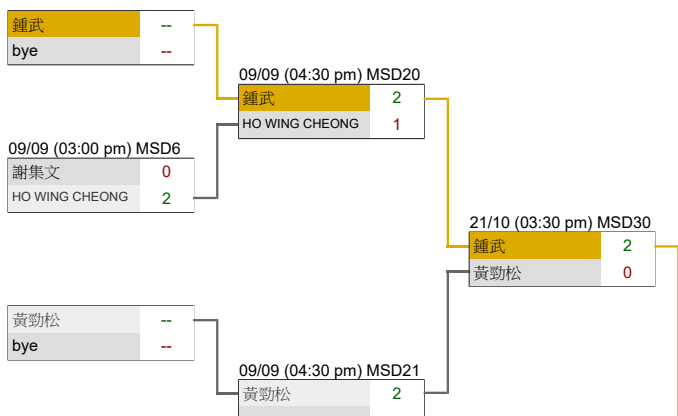 鍾武 --
bye --
09/09 (04:30 pm) MSD20
鍾武 2
HO WING CHEONG 1
09/09 (03:00 pm) MSD6
謝集文 0
HO WING CHEONG 2
21/10 (03:30 pm) MSD30
鍾武 2
黃勁松 0
黃勁松 --
bye --
09/09 (04:30 pm) MSD21
黃勁松 2